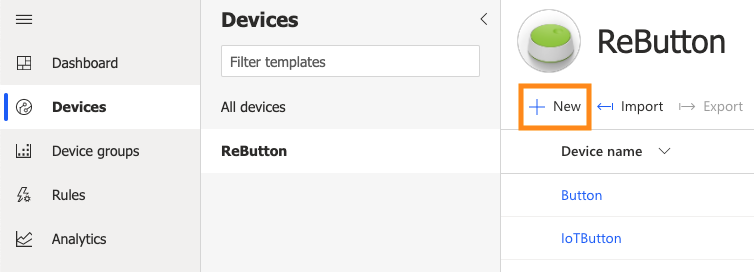 Dashboard
Devices
Device groups
Rules
Analytics
Devices
Filter templates
All devices
ReButton
ReButton
New Import Export
Device name
Button
IoTButton